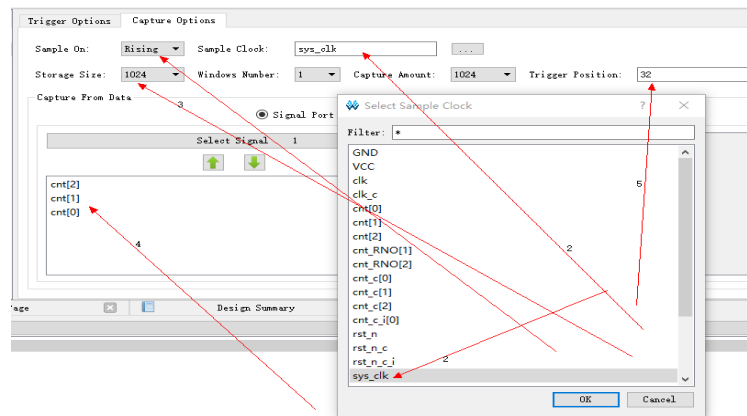 Trigger Options Capture Options
Sample On: Rising Sample Clock: sys_clk ...
Storage Size: 1024 Windows Number: 1 Capture Amount: 1024 Trigger Position: 32
Capture From Data
3
Signal Port
Select Signal 1
cnt[2]
cnt[1]
cnt[0]
4
Select Sample Clock ?
Filter: *
GND
VCC
clk
clk_c
cnt[0]
cnt[1]
cnt[2]
cnt_RNO[1]
cnt_RNO[2]
cnt_c[0]
cnt_c[1]
cnt_c[2]
cnt_c_i[0]
rst_n
rst_n_c
rst_n_c_i
sys_clk
5
2
2
OK Cancel
age Design Summary